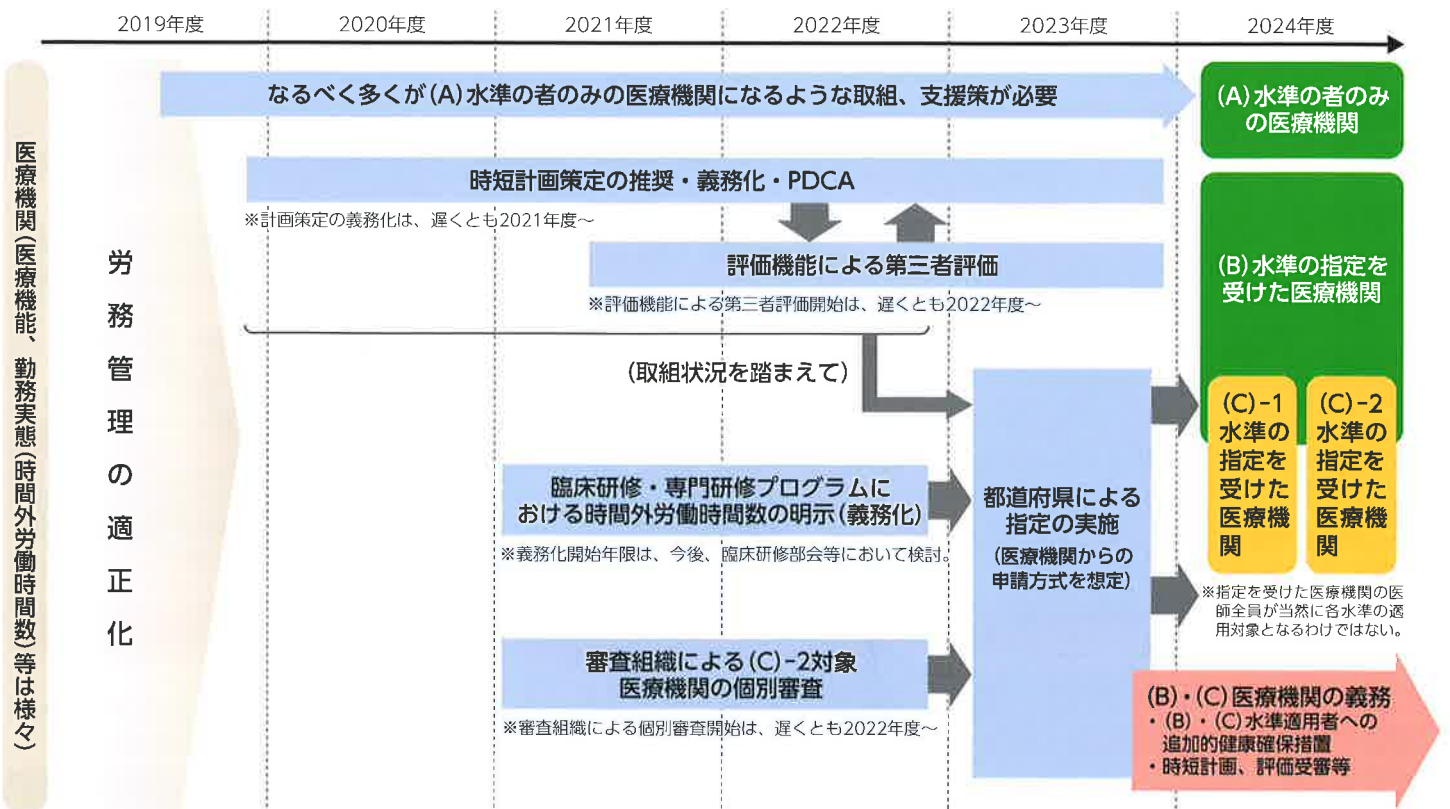 2019年度
2020年度
2021年度
2022年度
2023年度
2024年度
医療機関(医療機能、勤務実態(時間外労働時間数)等は様々)
労務管理の適正化
なるべく多くが(A)水準の者のみの医療機関になるような取組、支援策が必要
(A)水準の者のみ
の医療機関
時短計画策定の推奨・義務化・PDCA
※計画策定の義務化は、遅くとも2021年度～
評価機能による第三者評価
※評価機能による第三者評価開始は、遅くとも2022年度～
(B)水準の指定を
受けた医療機関
(取組状況を踏まえて)
臨床研修・専門研修プログラムに
おける時間外労働時間数の明示(義務化)
※義務化開始年限は、今後、臨床研修部会等において検討。
審査組織による(C)-2対象
医療機関の個別審査
※審査組織による個別審査開始は、遅くとも2022年度～
都道府県による
指定の実施
(医療機関からの
申請方式を想定)
(C)-1
水準の
指定を
受けた
医療機
関
(C)-2
水準の
指定を
受けた
医療機
関
※指定を受けた医療機関の医
師全員が当然に各水準の適
用対象となるわけではない。
(B)・(C)医療機関の義務
・(B)・(C)水準適用者への
追加的健康確保措置
・時短計画、評価受審等